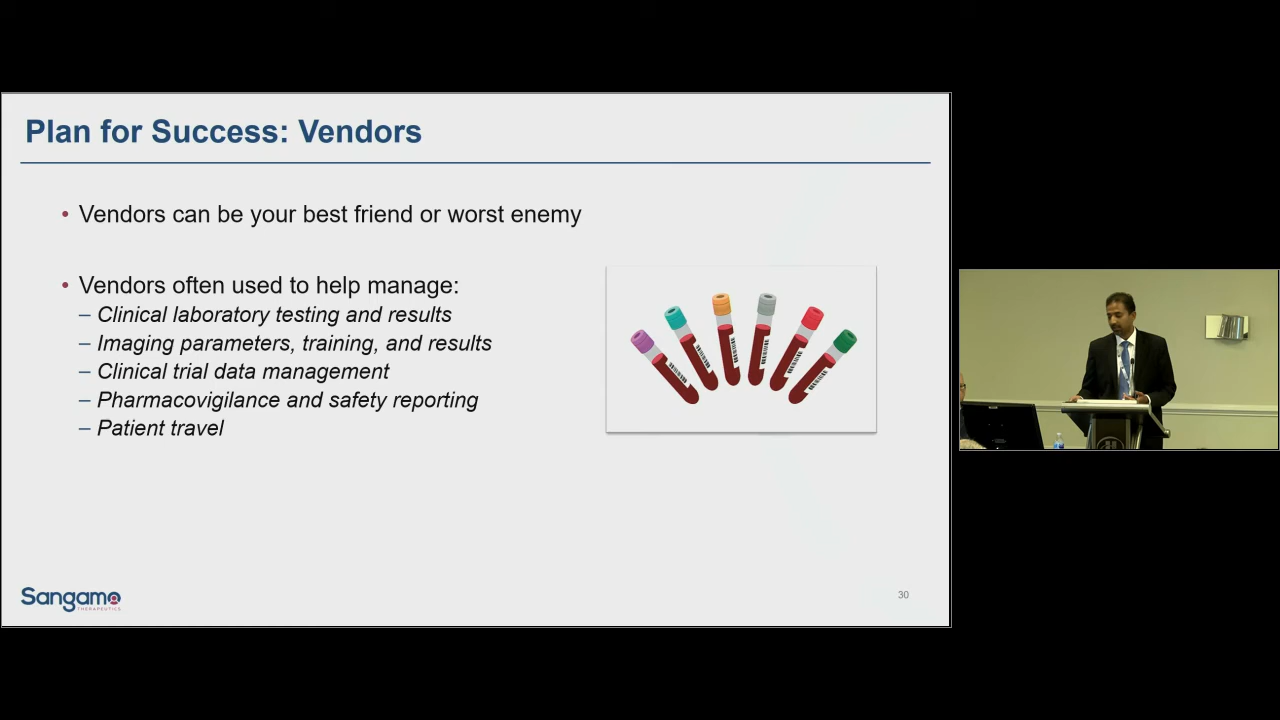 Plan for Success: Vendors
• Vendors can be your best friend or worst enemy
• Vendors often used to help manage:
– Clinical laboratory testing and results
– Imaging parameters, training, and results
– Clinical trial data management
– Pharmacovigilance and safety reporting
– Patient travel
Sangamo
THERAPEUTICS
30